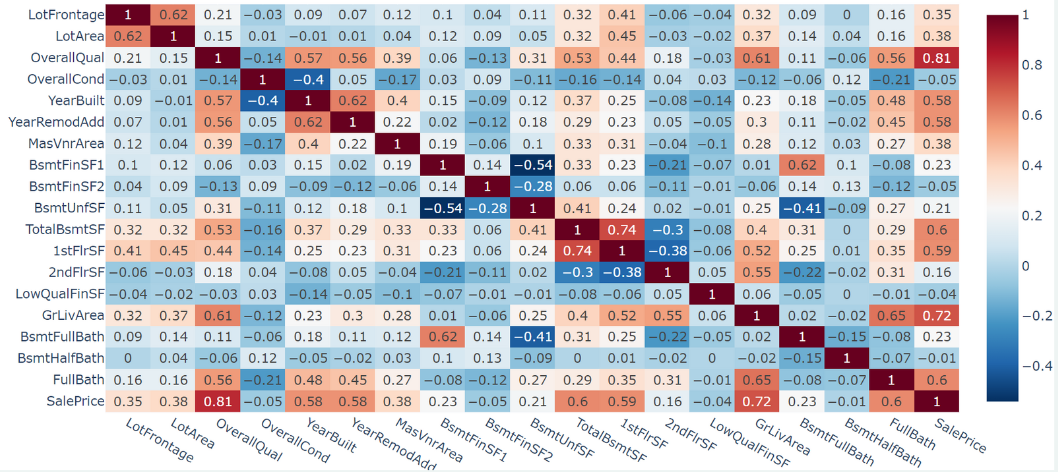 LotFrontage 1 0.62 0.21 −0.03 0.09 0.07 0.12 0.1 0.04 0.11 0.32 0.41 −0.06 −0.04 0.32 0.09 0 0.16 0.35 1
LotArea 0.62 1 0.15 0.01 −0.01 0.01 0.04 0.12 0.09 0.05 0.32 0.45 −0.03 −0.02 0.37 0.14 0.04 0.16 0.38
OverallQual 0.21 0.15 1 −0.14 0.57 0.56 0.39 0.06 −0.13 0.31 0.53 0.44 0.18 −0.03 0.61 0.11 −0.06 0.56 0.81 0.8
OverallCond −0.03 0.01 −0.14 1 −0.4 0.05 −0.17 0.03 0.09 −0.11 −0.16 −0.14 0.04 0.03 −0.12 −0.06 0.12 −0.21 −0.05
YearBuilt 0.09 −0.01 0.57 −0.4 1 0.62 0.4 0.15 −0.09 0.12 0.37 0.25 −0.08 −0.14 0.23 0.18 −0.05 0.48 0.58 0.6
YearRemodAdd 0.07 0.01 0.56 0.05 0.62 1 0.22 0.02 −0.12 0.18 0.29 0.23 0.05 −0.02 0.3 0.11 −0.02 0.45 0.58
MasVnrArea 0.12 0.04 0.39 −0.17 0.4 0.22 1 0.19 −0.06 0.1 0.33 0.31 −0.04 −0.1 0.28 0.12 0.03 0.27 0.38
BsmtFinSF1 0.1 0.12 0.06 0.03 0.15 0.02 0.19 1 0.14 −0.54 0.33 0.23 −0.21 −0.07 0.01 0.62 0.1 −0.08 0.23 0.4
BsmtFinSF2 0.04 0.09 −0.13 0.09 −0.09 −0.12 −0.06 0.14 1 −0.28 0.06 0.06 −0.11 −0.01 −0.06 0.14 0.13 −0.12 −0.05
BsmtUnfSF 0.11 0.05 0.31 −0.11 0.12 0.18 0.1 −0.54 −0.28 1 0.41 0.24 0.02 −0.01 0.25 −0.41 −0.09 0.27 0.21 0.2
TotalBsmtSF 0.32 0.32 0.53 −0.16 0.37 0.29 0.33 0.33 0.06 0.41 1 0.74 −0.3 −0.08 0.4 0.31 0 0.29 0.6
1stFlrSF 0.41 0.45 0.44 −0.14 0.25 0.23 0.31 0.23 0.06 0.24 0.74 1 −0.38 −0.06 0.52 0.25 0.01 0.35 0.59
2ndFlrSF −0.06 −0.03 0.18 0.04 −0.08 0.05 −0.04 −0.21 −0.11 0.02 −0.3 −0.38 1 0.05 0.55 −0.22 −0.02 0.31 0.16 0
LowQualFinSF −0.04 −0.02 −0.03 0.03 −0.14 −0.02 −0.1 −0.07 −0.01 −0.01 −0.08 −0.06 0.05 1 0.06 −0.05 0 −0.01 −0.04
GrLivArea 0.32 0.37 0.61 −0.12 0.23 0.3 0.28 0.01 −0.06 0.25 0.4 0.52 0.55 0.06 1 0.02 −0.02 0.65 0.72 −0.2
BsmtFullBath 0.09 0.14 0.11 −0.06 0.18 0.11 0.12 0.62 0.14 −0.41 0.31 0.25 −0.22 −0.05 0.02 1 −0.15 −0.08 0.23
BsmtHalfBath 0 0.04 −0.06 0.12 −0.05 −0.02 0.03 0.1 0.13 −0.09 0 0.01 −0.02 0 −0.02 −0.15 1 −0.07 −0.01 −0.4
FullBath 0.16 0.16 0.56 −0.21 0.48 0.45 0.27 −0.08 −0.12 0.27 0.29 0.35 0.31 −0.01 0.65 −0.08 −0.07 1 0.6
SalePrice 0.35 0.38 0.81 −0.05 0.58 0.58 0.38 0.23 −0.05 0.21 0.6 0.59 0.16 −0.04 0.72 0.23 −0.01 0.6 1
LotFrontage LotArea OverallQual OverallCond YearBuilt YearRemodAdd MasVnrArea BsmtFinSF1 BsmtFinSF2 BsmtUnfSF TotalBsmtSF 1stFlrSF 2ndFlrSF LowQualFinSF GrLivArea BsmtFullBath BsmtHalfBath FullBath SalePrice